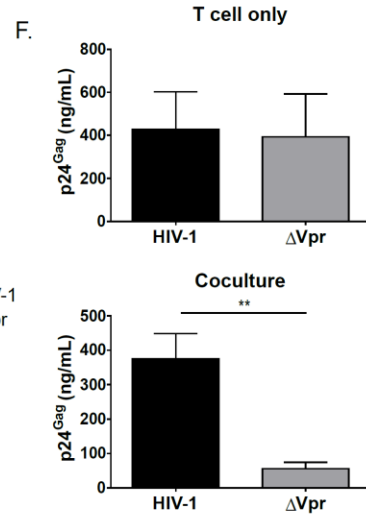 F.
T cell only
p24Gag (ng/mL)
800
600
400
200
0
HIV-1
ΔVpr
Coculture
**
p24Gag (ng/mL)
500
400
300
200
100
0
HIV-1
ΔVpr